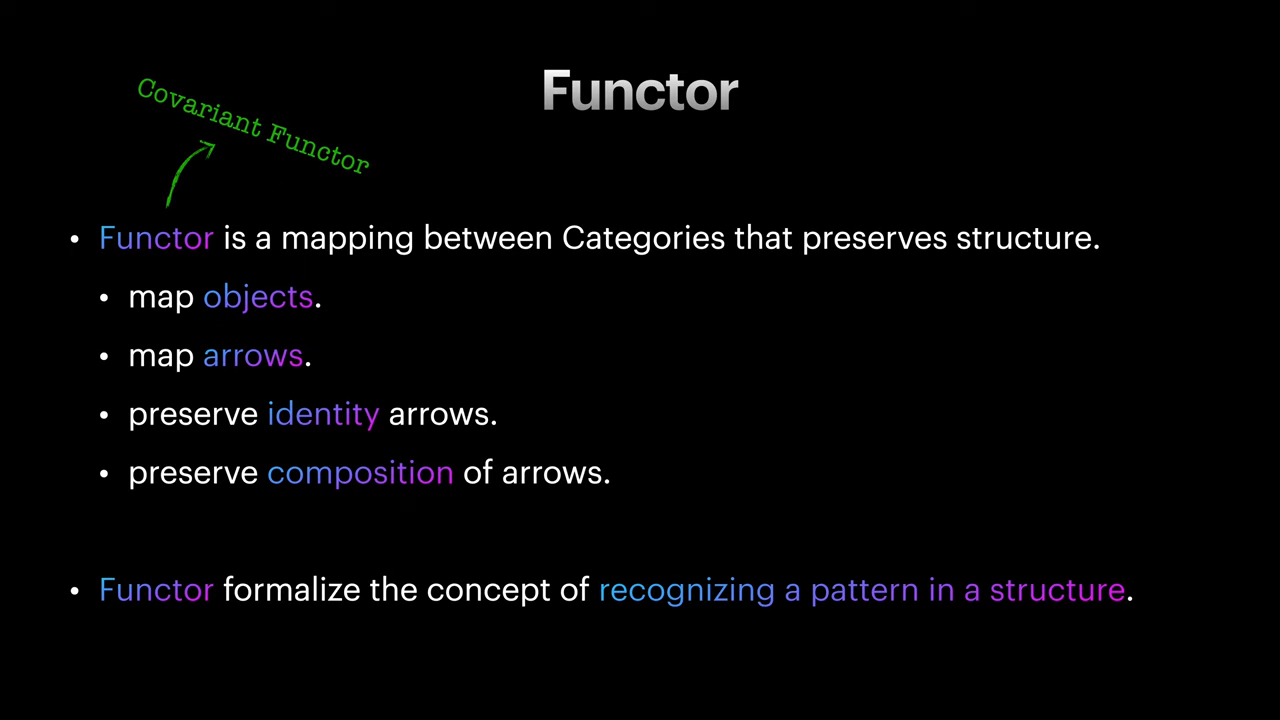 Functor
Covariant Functor
• Functor is a mapping between Categories that preserves structure.
• map objects.
• map arrows.
• preserve identity arrows.
• preserve composition of arrows.
• Functor formalize the concept of recognizing a pattern in a structure.